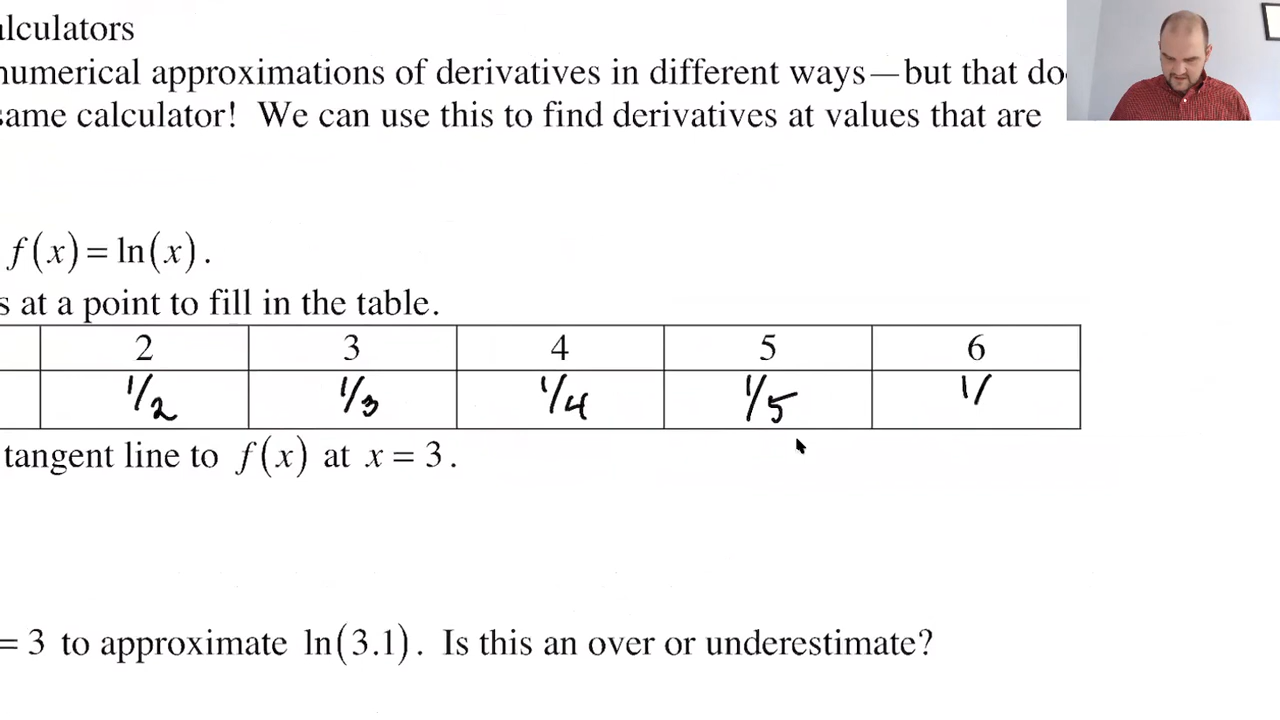 alculators
numerical approximations of derivatives in different ways—but that do
same calculator! We can use this to find derivatives at values that are
f(x) = ln(x).
s at a point to fill in the table.
2 3 4 5 6
1/2 1/3 1/4 1/5 1/
tangent line to f(x) at x = 3.
= 3 to approximate ln(3.1). Is this an over or underestimate?